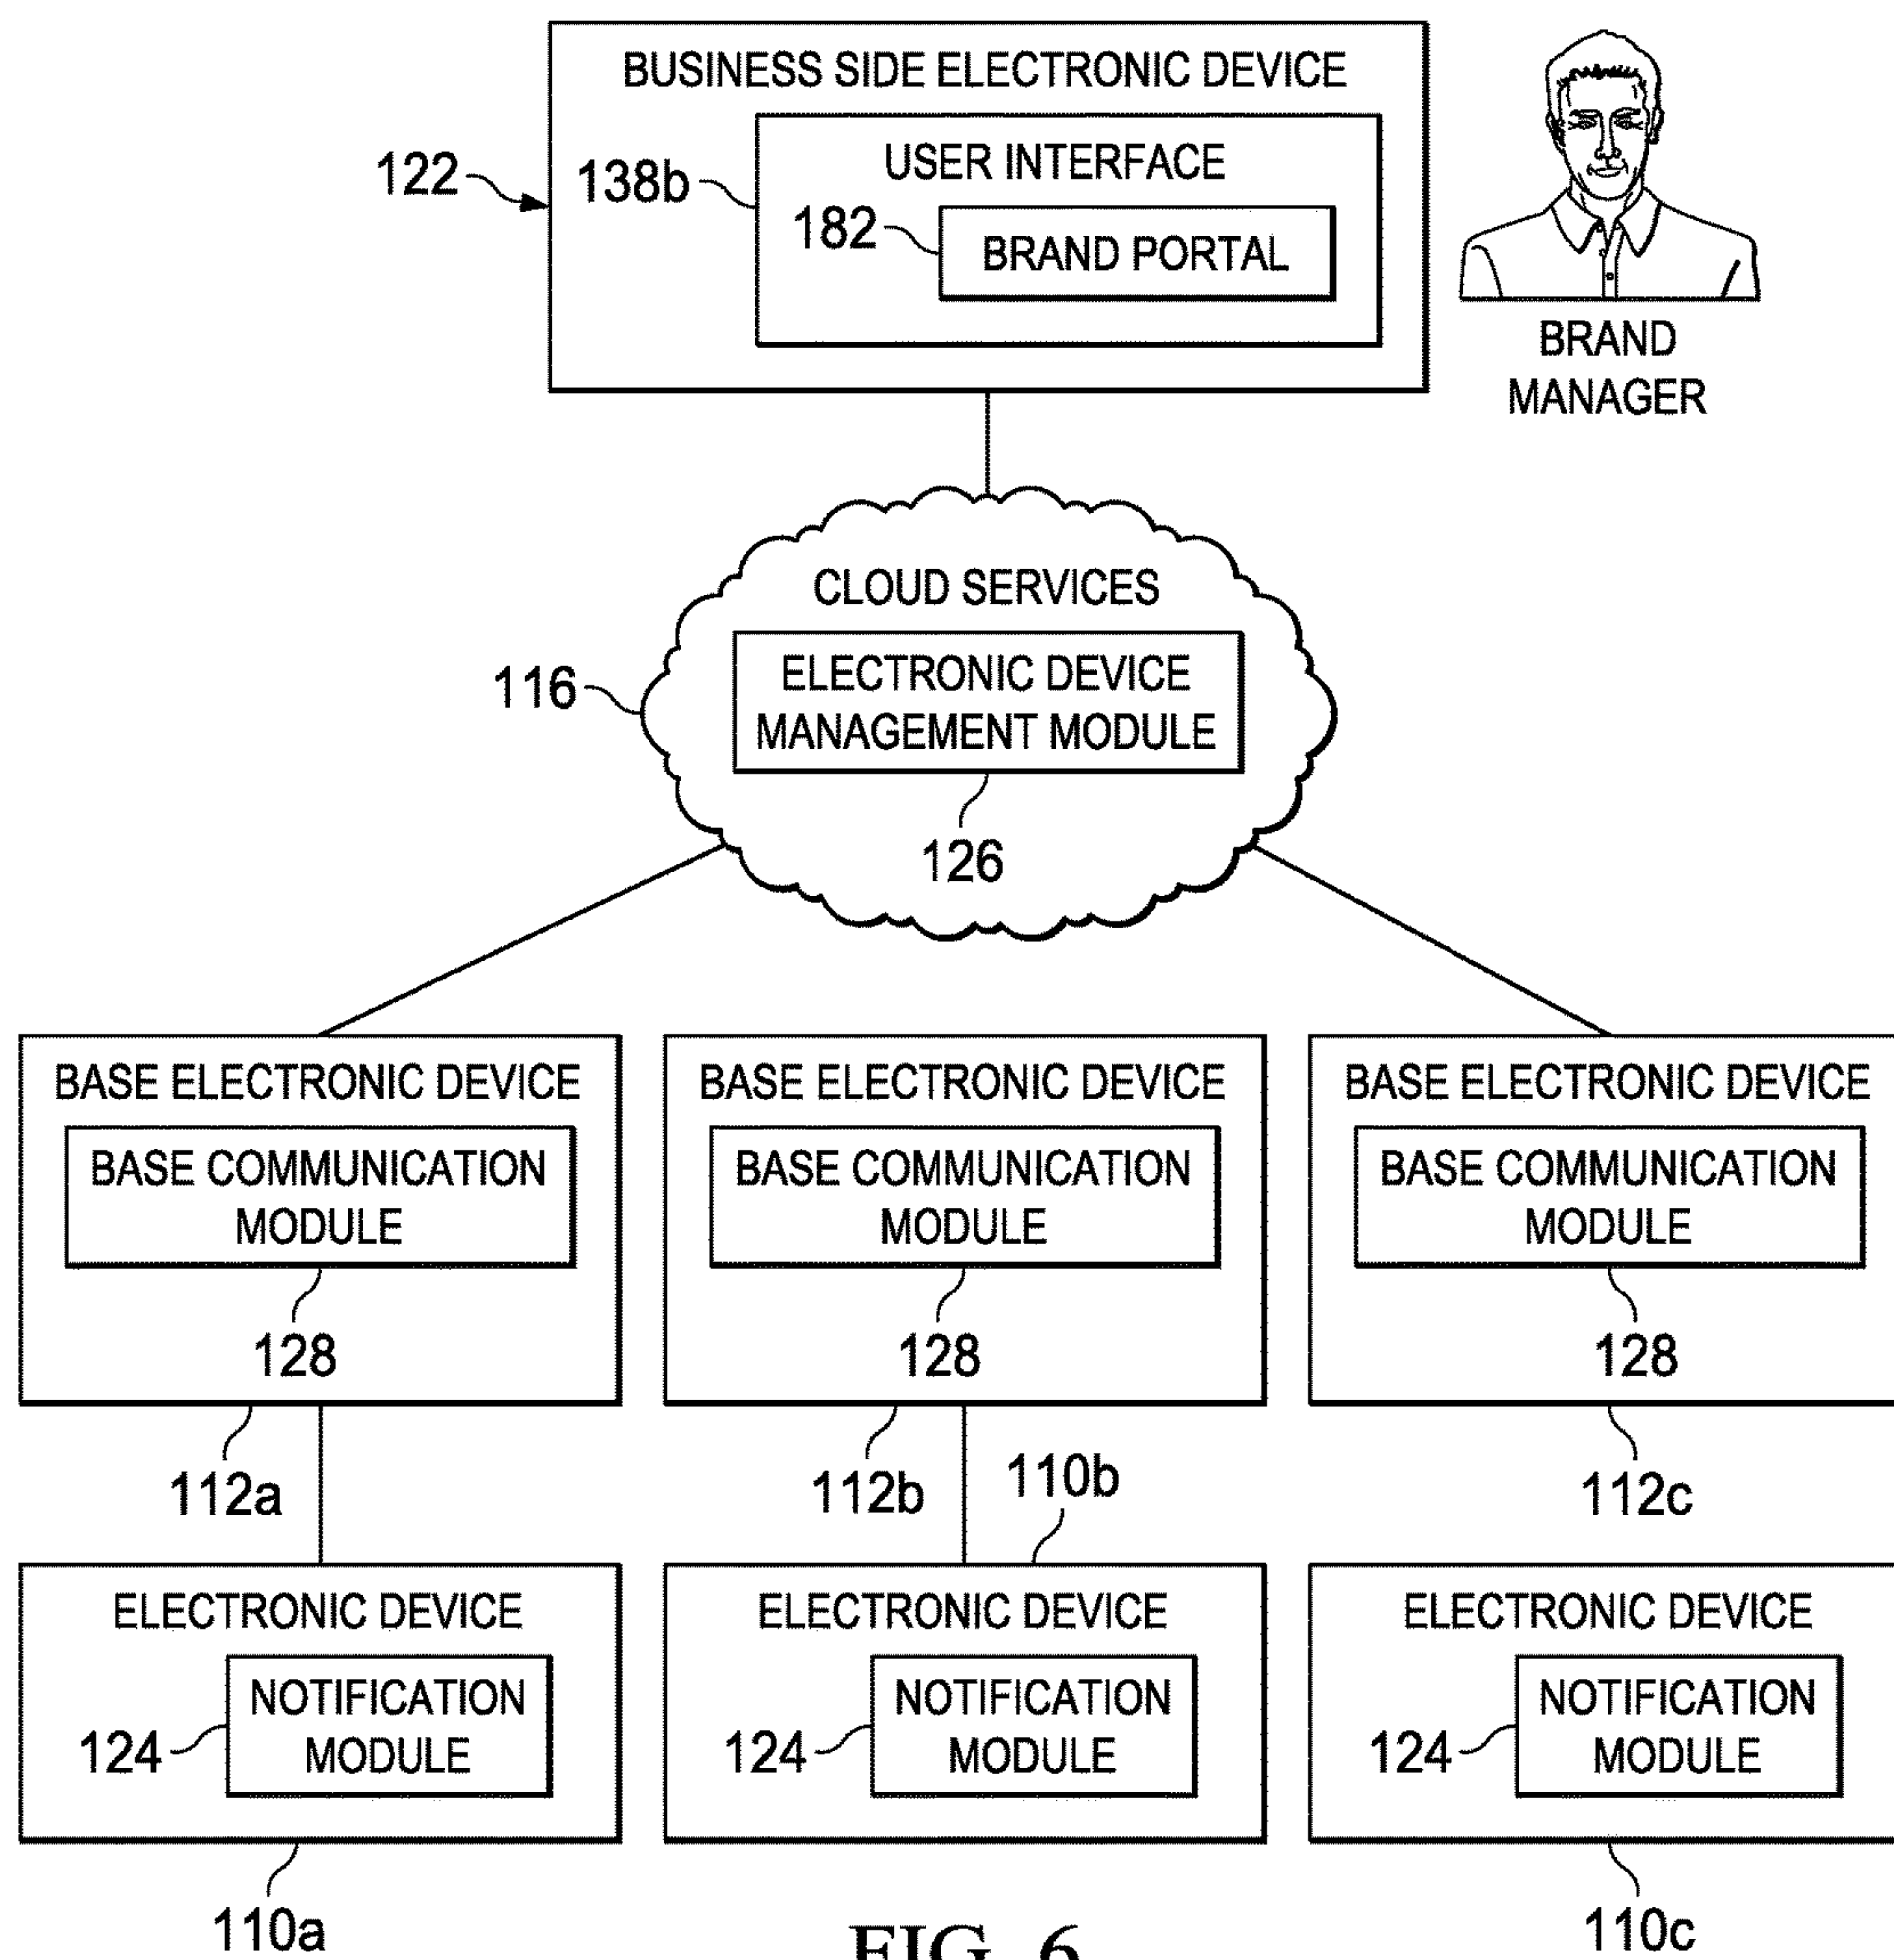 BUSINESS SIDE ELECTRONIC DEVICE
122
138b
USER INTERFACE
182
BRAND PORTAL
BRAND
MANAGER
CLOUD SERVICES
116
ELECTRONIC DEVICE
MANAGEMENT MODULE
126
BASE ELECTRONIC DEVICE
BASE COMMUNICATION
MODULE
128
112a
BASE ELECTRONIC DEVICE
BASE COMMUNICATION
MODULE
128
112b
BASE ELECTRONIC DEVICE
BASE COMMUNICATION
MODULE
128
112c
ELECTRONIC DEVICE
NOTIFICATION
MODULE
124
110a
110b
ELECTRONIC DEVICE
NOTIFICATION
MODULE
124
ELECTRONIC DEVICE
NOTIFICATION
MODULE
124
110c
FIG. 6